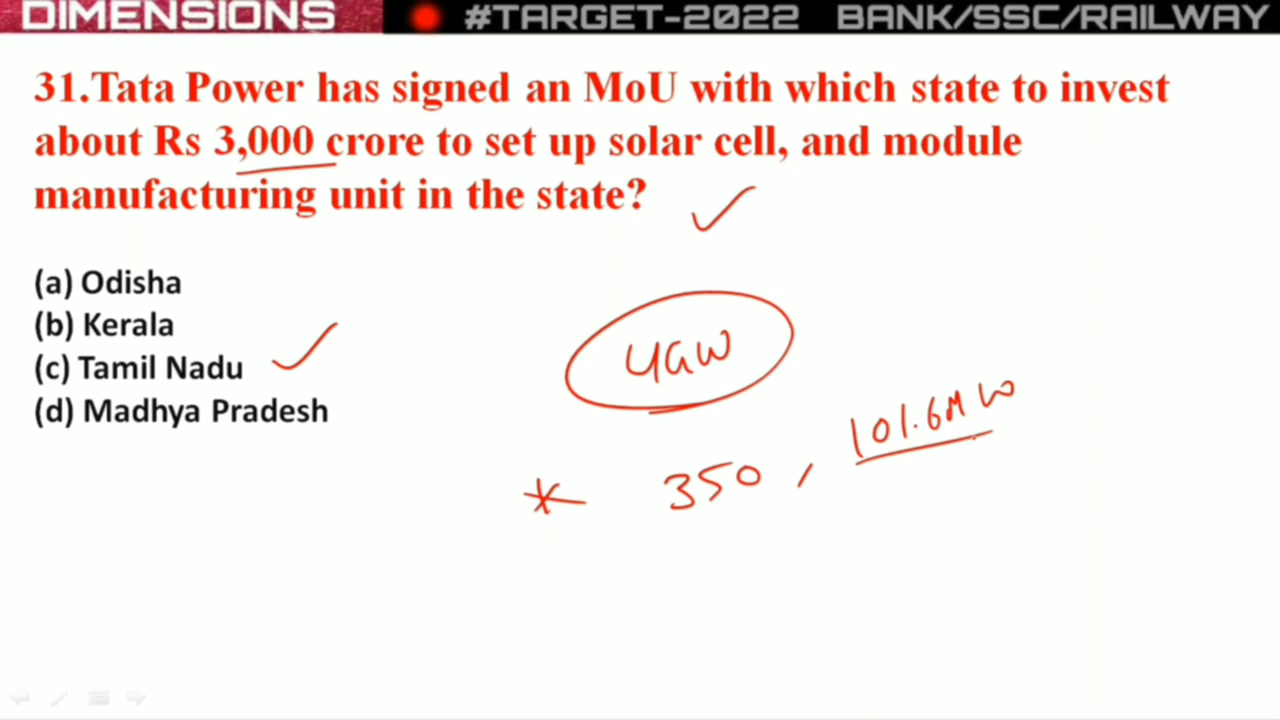 DIMENSIONS
#TARGET-2022 BANK/SSC/RAILWAY
31.Tata Power has signed an MoU with which state to invest
about Rs 3,000 crore to set up solar cell, and module
manufacturing unit in the state?
(a) Odisha
(b) Kerala
(c) Tamil Nadu
(d) Madhya Pradesh
4GW
350 , 101.6MW